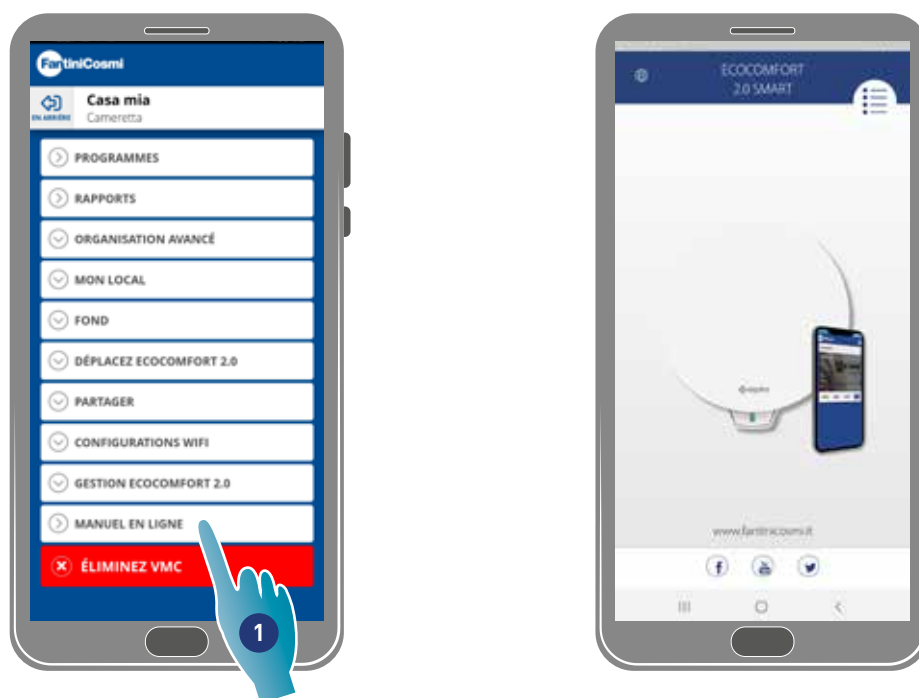 FantiniCosmi
Casa mia
EN ARRIÈRE
Cameretta
PROGRAMMES
RAPPORTS
ORGANISATION AVANCÉ
MON LOCAL
FOND
DÉPLACEZ ECOCOMFORT 2.0
PARTAGER
CONFIGURATIONS WIFI
GESTION ECOCOMFORT 2.0
MANUEL EN LIGNE
ÉLIMINEZ VMC
1
ECOCOMFORT
2.0 SMART
www.fantinicosmi.it